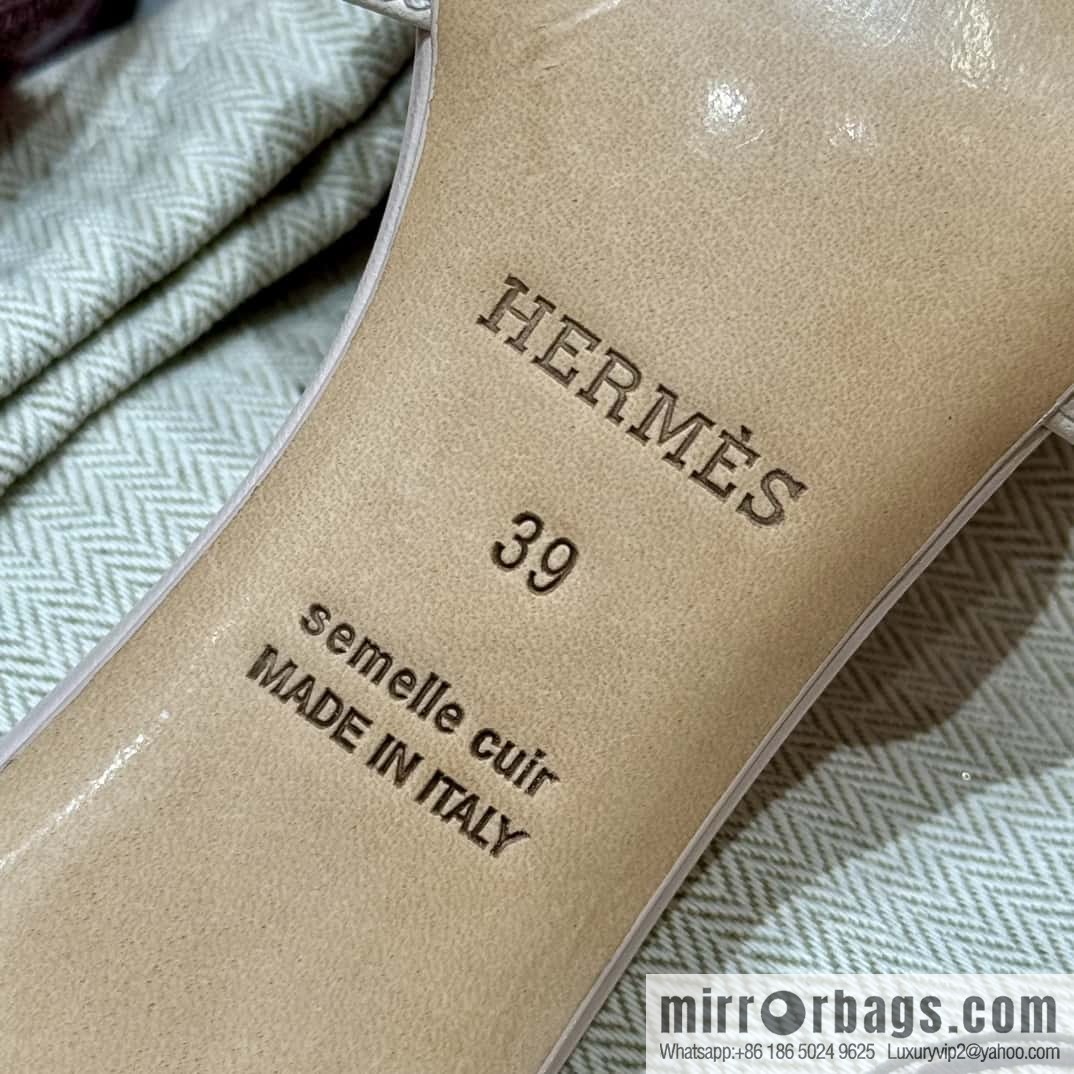 HERMÈS
39
semelle cuir
MADE IN ITALY
mirrorbags.com
Whatsapp:+86 186 5024 9625 Luxuryvip2@yahoo.com